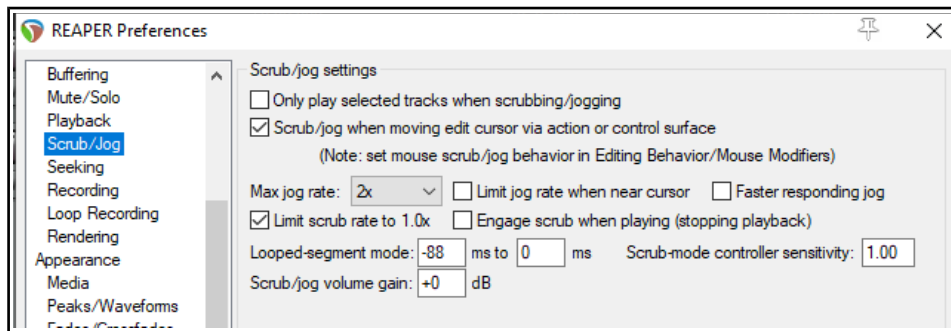 REAPER Preferences
Buffering
Mute/Solo
Playback
Scrub/Jog
Seeking
Recording
Loop Recording
Rendering
Appearance
Media
Peaks/Waveforms
Scrub/jog settings
Only play selected tracks when scrubbing/jogging
Scrub/jog when moving edit cursor via action or control surface
(Note: set mouse scrub/jog behavior in Editing Behavior/Mouse Modifiers)
Max jog rate: 2x Limit jog rate when near cursor Faster responding jog
Limit scrub rate to 1.0x Engage scrub when playing (stopping playback)
Looped-segment mode: -88 ms to 0 ms Scrub-mode controller sensitivity: 1.00
Scrub/jog volume gain: +0 dB